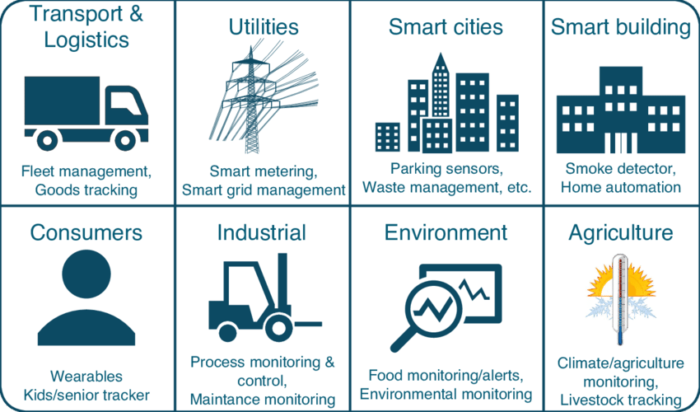 Transport &
Logistics
Fleet management,
Goods tracking
Utilities
Smart metering,
Smart grid management
Smart cities
Parking sensors,
Waste management, etc.
Smart building
Smoke detector,
Home automation
Consumers
Wearables
Kids/senior tracker
Industrial
Process monitoring &
control,
Maintance monitoring
Environment
Food monitoring/alerts,
Environmental monitoring
Agriculture
Climate/agriculture
monitoring,
Livestock tracking